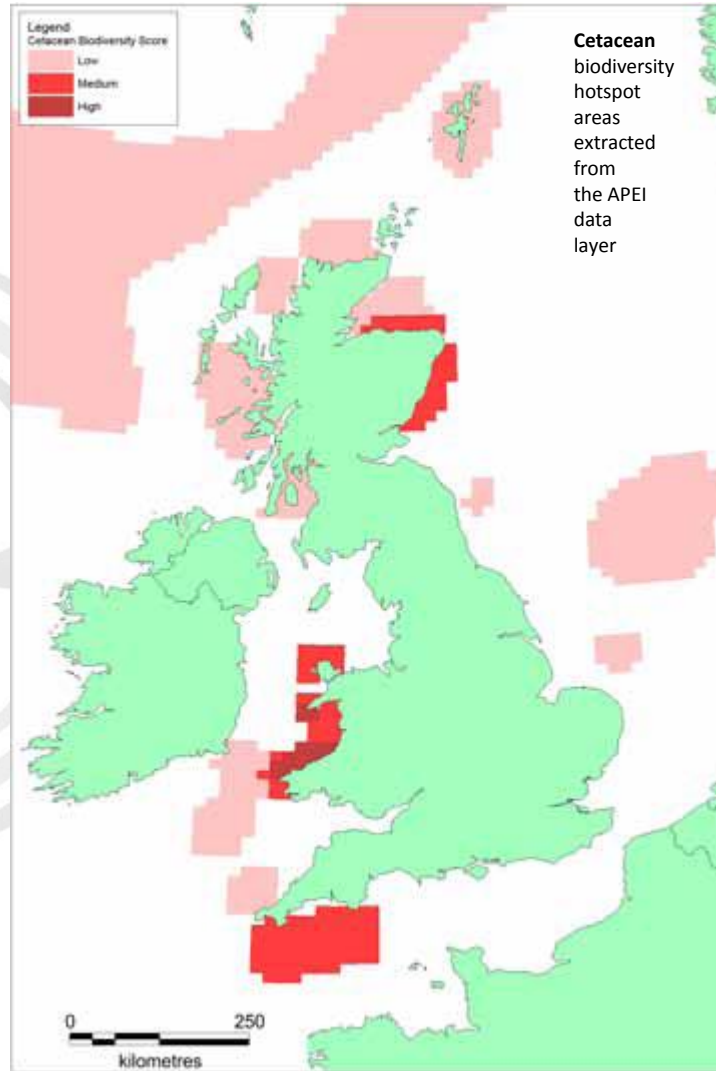 Legend
Cetacean Biodiversity Score
Low
Medium
High
Cetacean
biodiversity
hotspot
areas
extracted
from
the APEI
data
layer
0 250
kilometres